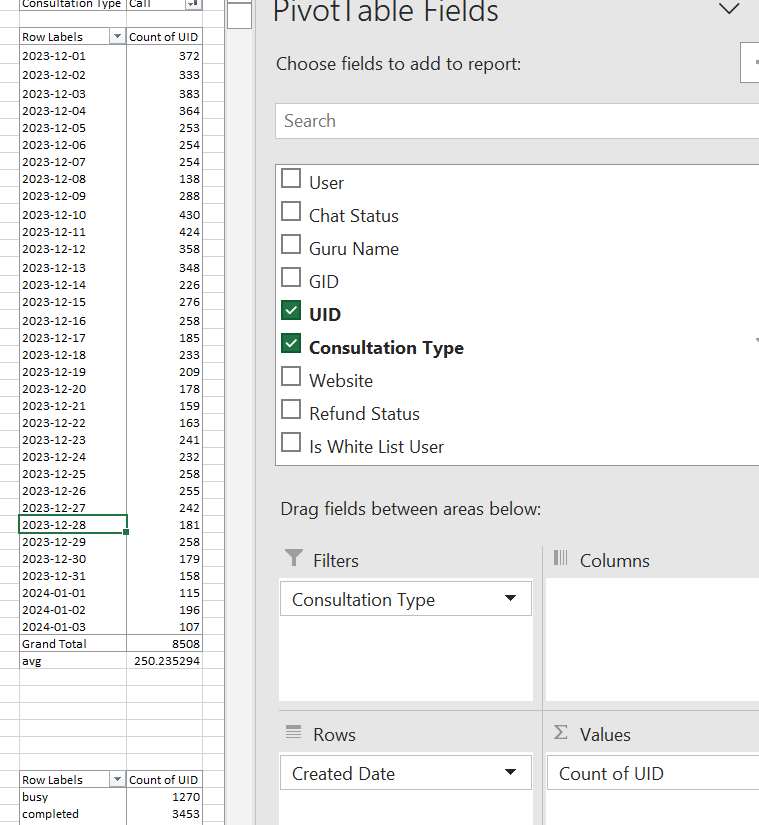 Consultation Type Call
Row Labels Count of UID
2023-12-01 372
2023-12-02 333
2023-12-03 383
2023-12-04 364
2023-12-05 253
2023-12-06 254
2023-12-07 254
2023-12-08 138
2023-12-09 288
2023-12-10 430
2023-12-11 424
2023-12-12 358
2023-12-13 348
2023-12-14 226
2023-12-15 276
2023-12-16 258
2023-12-17 185
2023-12-18 233
2023-12-19 209
2023-12-20 178
2023-12-21 159
2023-12-22 163
2023-12-23 241
2023-12-24 232
2023-12-25 258
2023-12-26 255
2023-12-27 242
2023-12-28 181
2023-12-29 258
2023-12-30 179
2023-12-31 158
2024-01-01 115
2024-01-02 196
2024-01-03 107
Grand Total 8508
avg 250.235294
Row Labels Count of UID
busy 1270
completed 3453
PivotTable Fields
Choose fields to add to report:
Search
User
Chat Status
Guru Name
GID
UID
Consultation Type
Website
Refund Status
Is White List User
Drag fields between areas below:
Filters
Consultation Type
Columns
Rows
Created Date
Σ Values
Count of UID